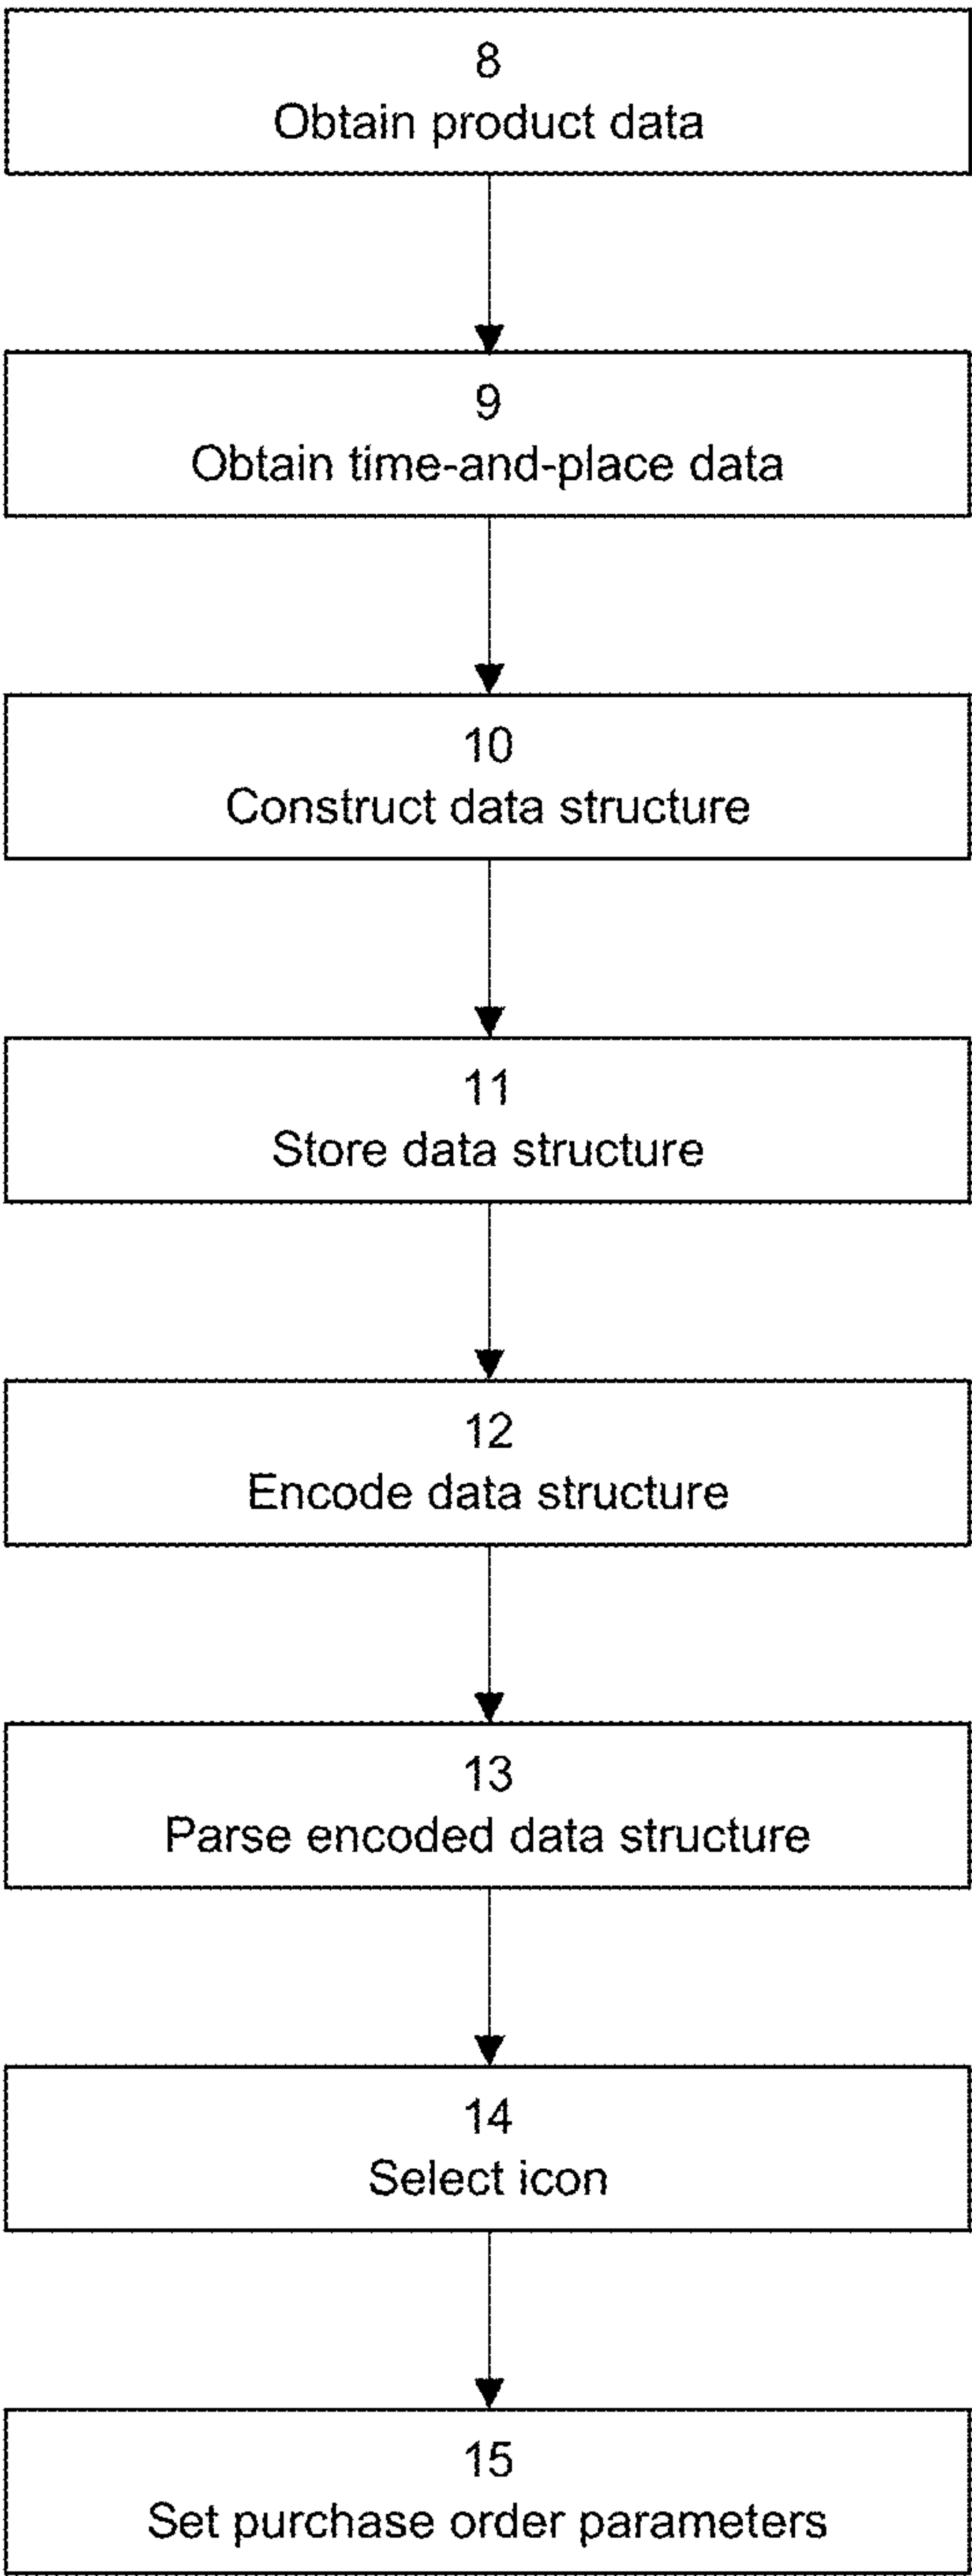 8
Obtain product data
9
Obtain time-and-place data
10
Construct data structure
11
Store data structure
12
Encode data structure
13
Parse encoded data structure
14
Select icon
15
Set purchase order parameters